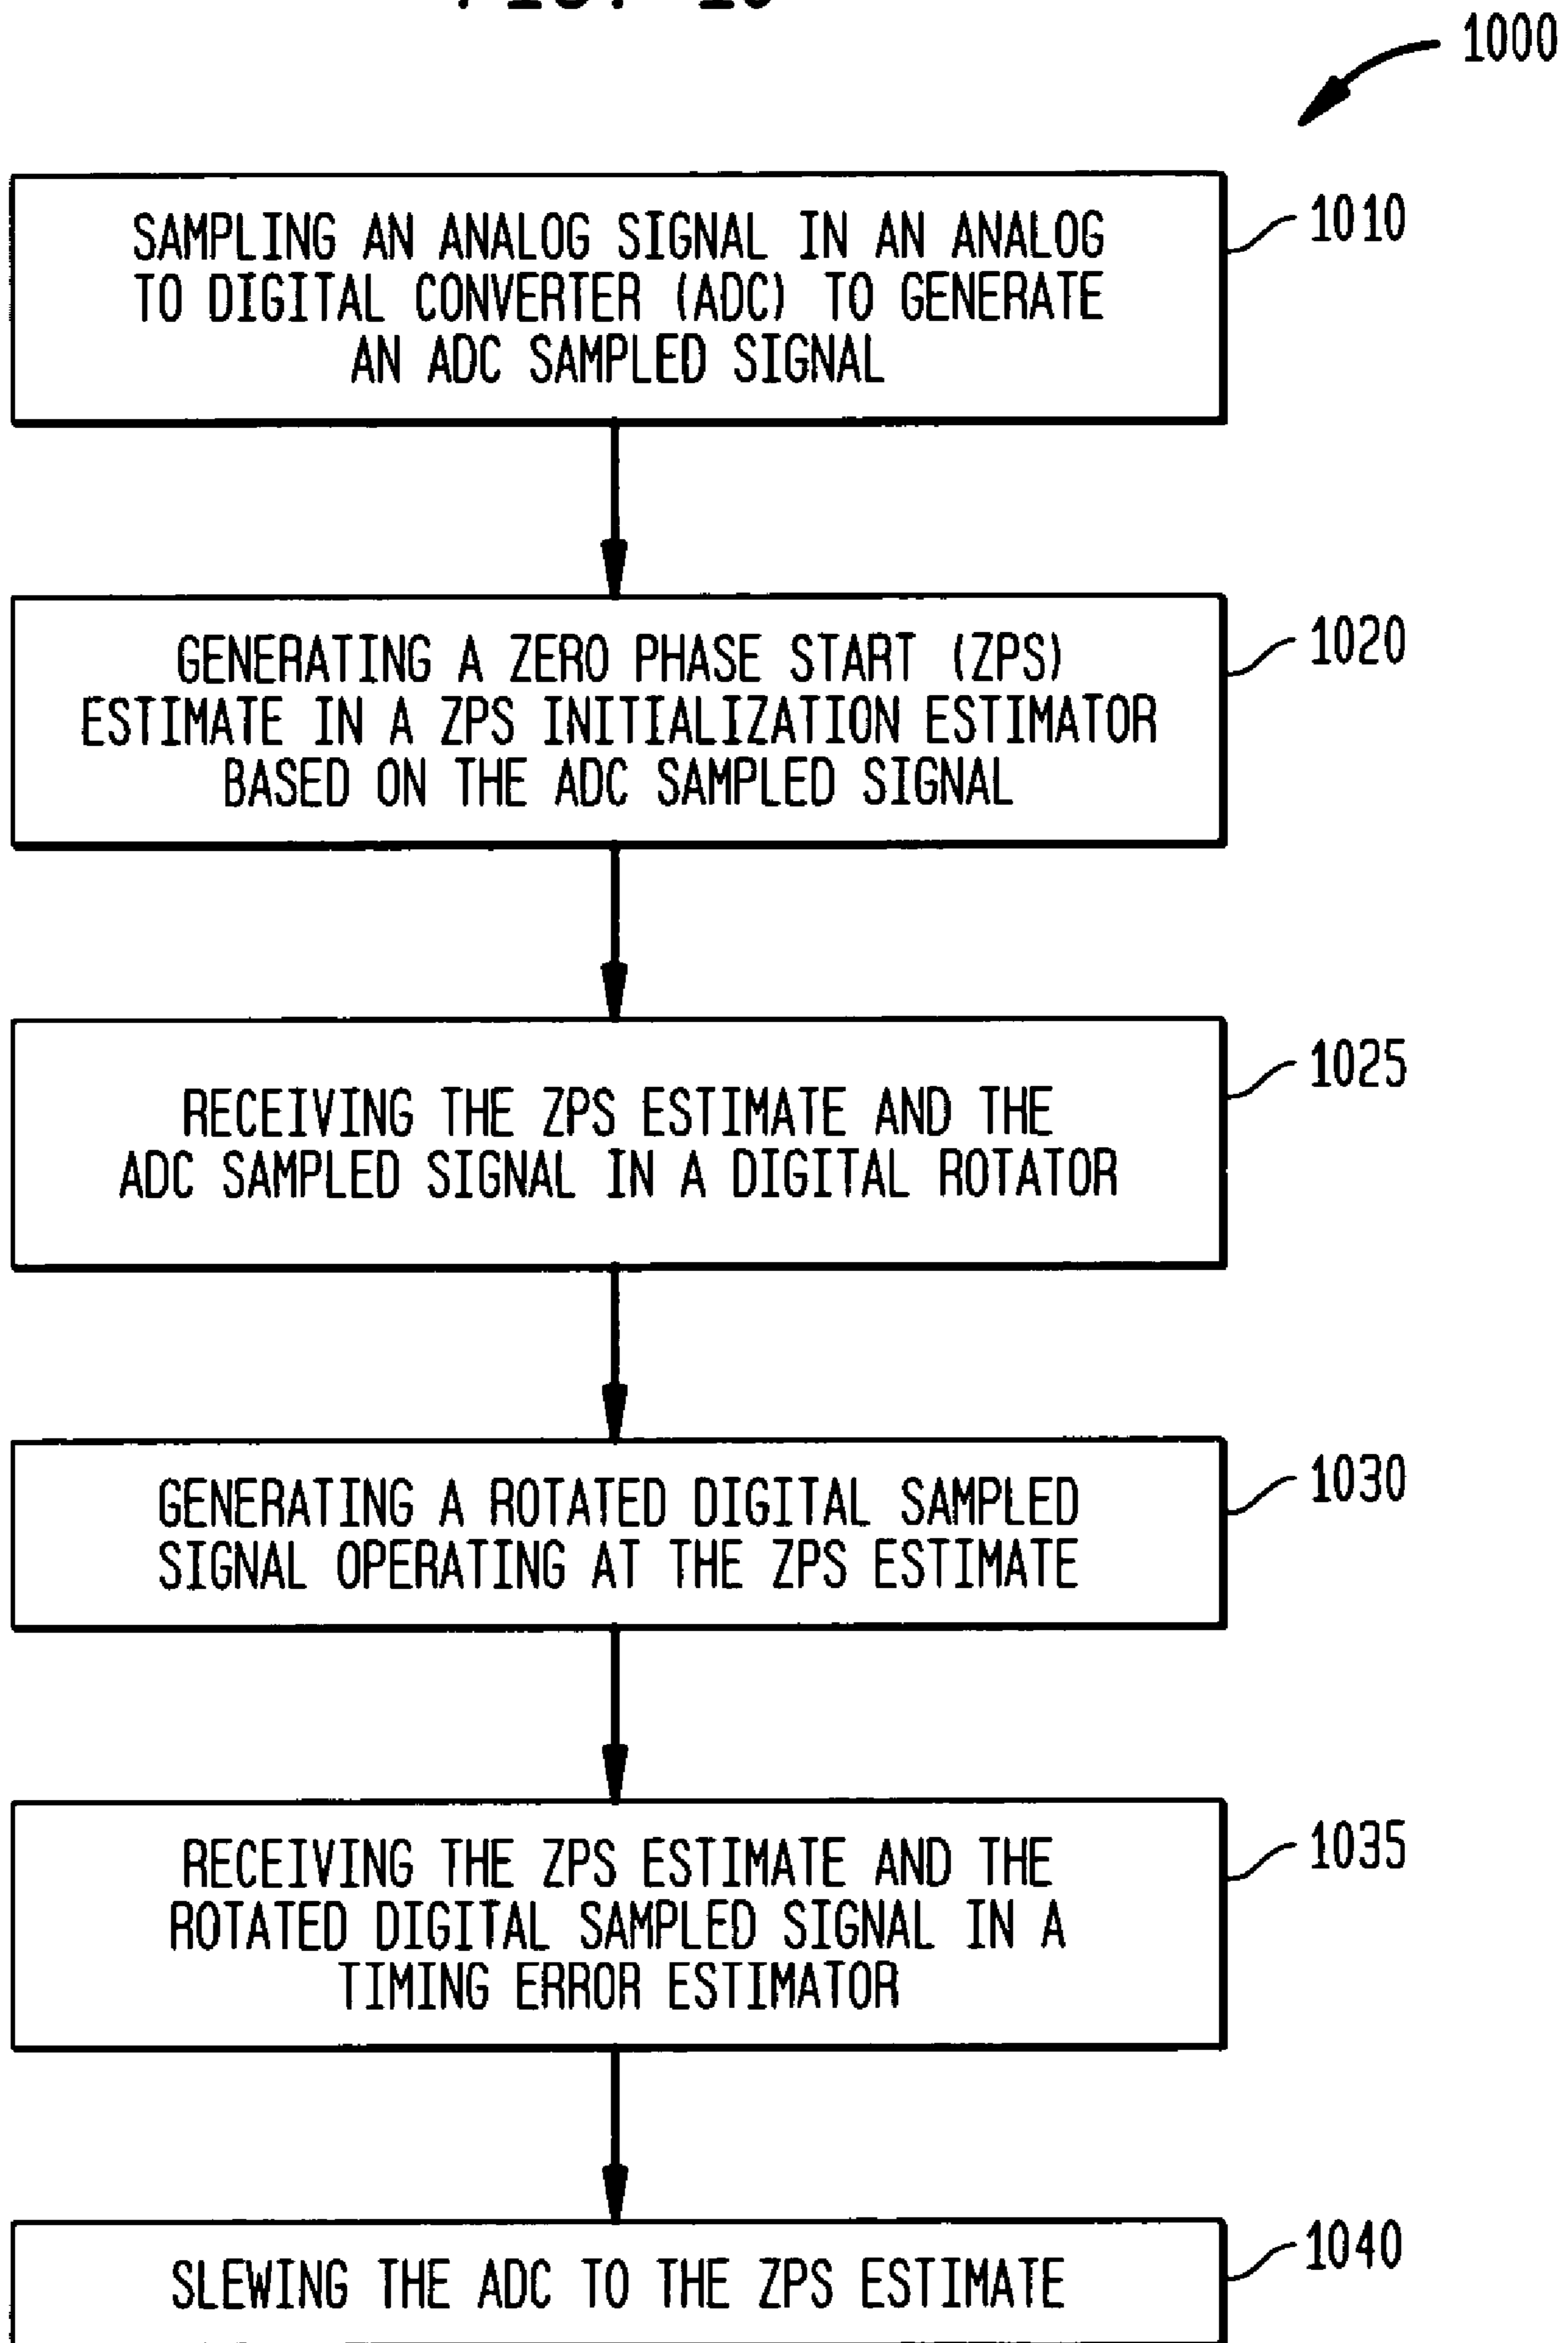 1000
SAMPLING AN ANALOG SIGNAL IN AN ANALOG
TO DIGITAL CONVERTER (ADC) TO GENERATE
AN ADC SAMPLED SIGNAL
1010
GENERATING A ZERO PHASE START (ZPS)
ESTIMATE IN A ZPS INITIALIZATION ESTIMATOR
BASED ON THE ADC SAMPLED SIGNAL
1020
RECEIVING THE ZPS ESTIMATE AND THE
ADC SAMPLED SIGNAL IN A DIGITAL ROTATOR
1025
GENERATING A ROTATED DIGITAL SAMPLED
SIGNAL OPERATING AT THE ZPS ESTIMATE
1030
RECEIVING THE ZPS ESTIMATE AND THE
ROTATED DIGITAL SAMPLED SIGNAL IN A
TIMING ERROR ESTIMATOR
1035
SLEWING THE ADC TO THE ZPS ESTIMATE
1040